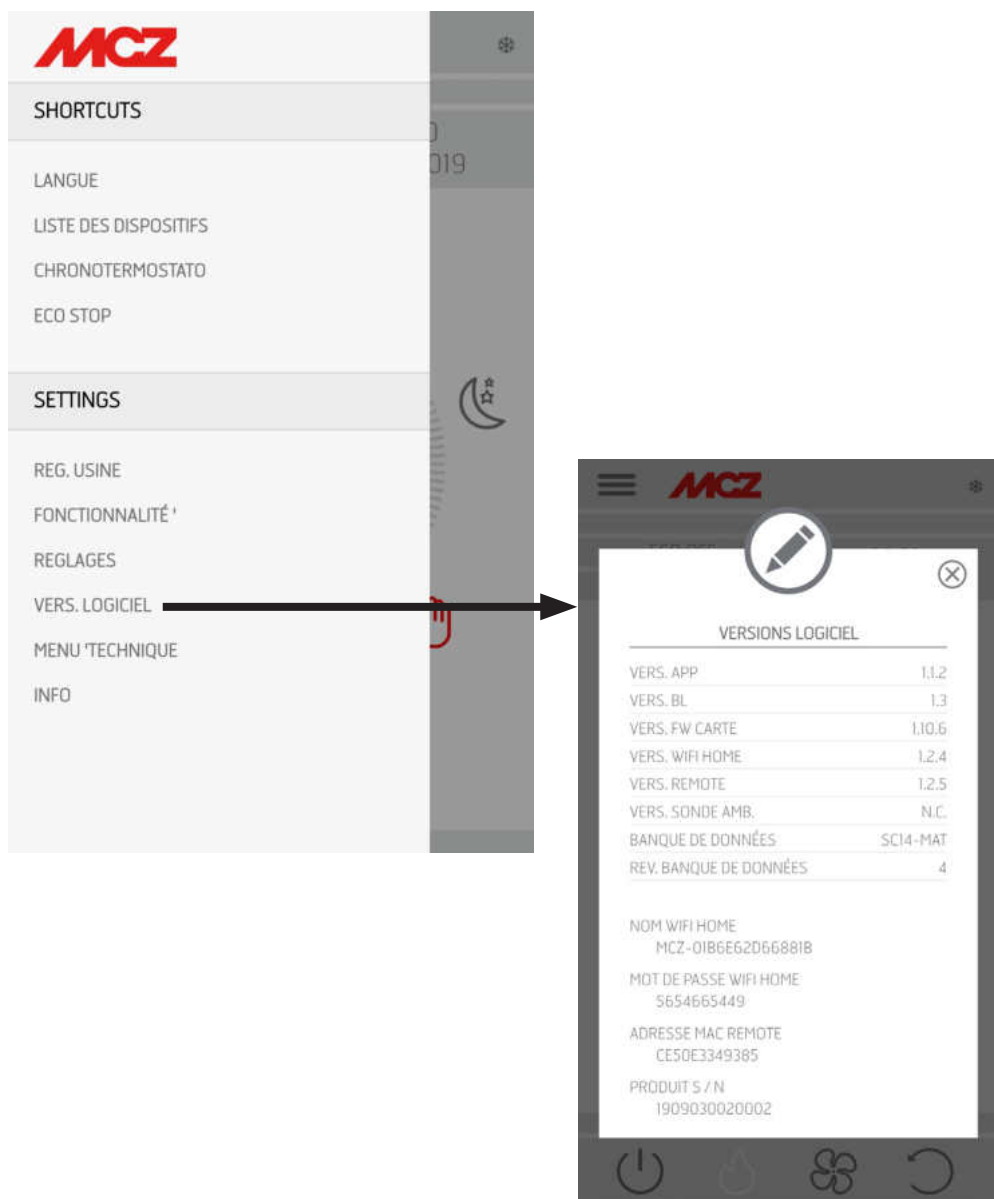 MCZ
SHORTCUTS
019
LANGUE
LISTE DES DISPOSITIFS
CHRONOTERMOSTATO
ECO STOP
SETTINGS
REG. USINE
FONCTIONNALITÉ '
REGLAGES
VERS. LOGICIEL
MENU 'TECHNIQUE
INFO
MCZ
VERSIONS LOGICIEL
VERS. APP 1.1.2
VERS. BL 1.3
VERS. FW CARTE 1.10.6
VERS. WIFI HOME 1.2.4
VERS. REMOTE 1.2.5
VERS. SONDE AMB. N.C.
BANQUE DE DONNÉES SC14-MAT
REV. BANQUE DE DONNÉES 4
NOM WIFI HOME
MCZ-01B6E62D66881B
MOT DE PASSE WIFI HOME
5654665449
ADRESSE MAC REMOTE
CE50E3349385
PRODUIT S / N
1909030020002